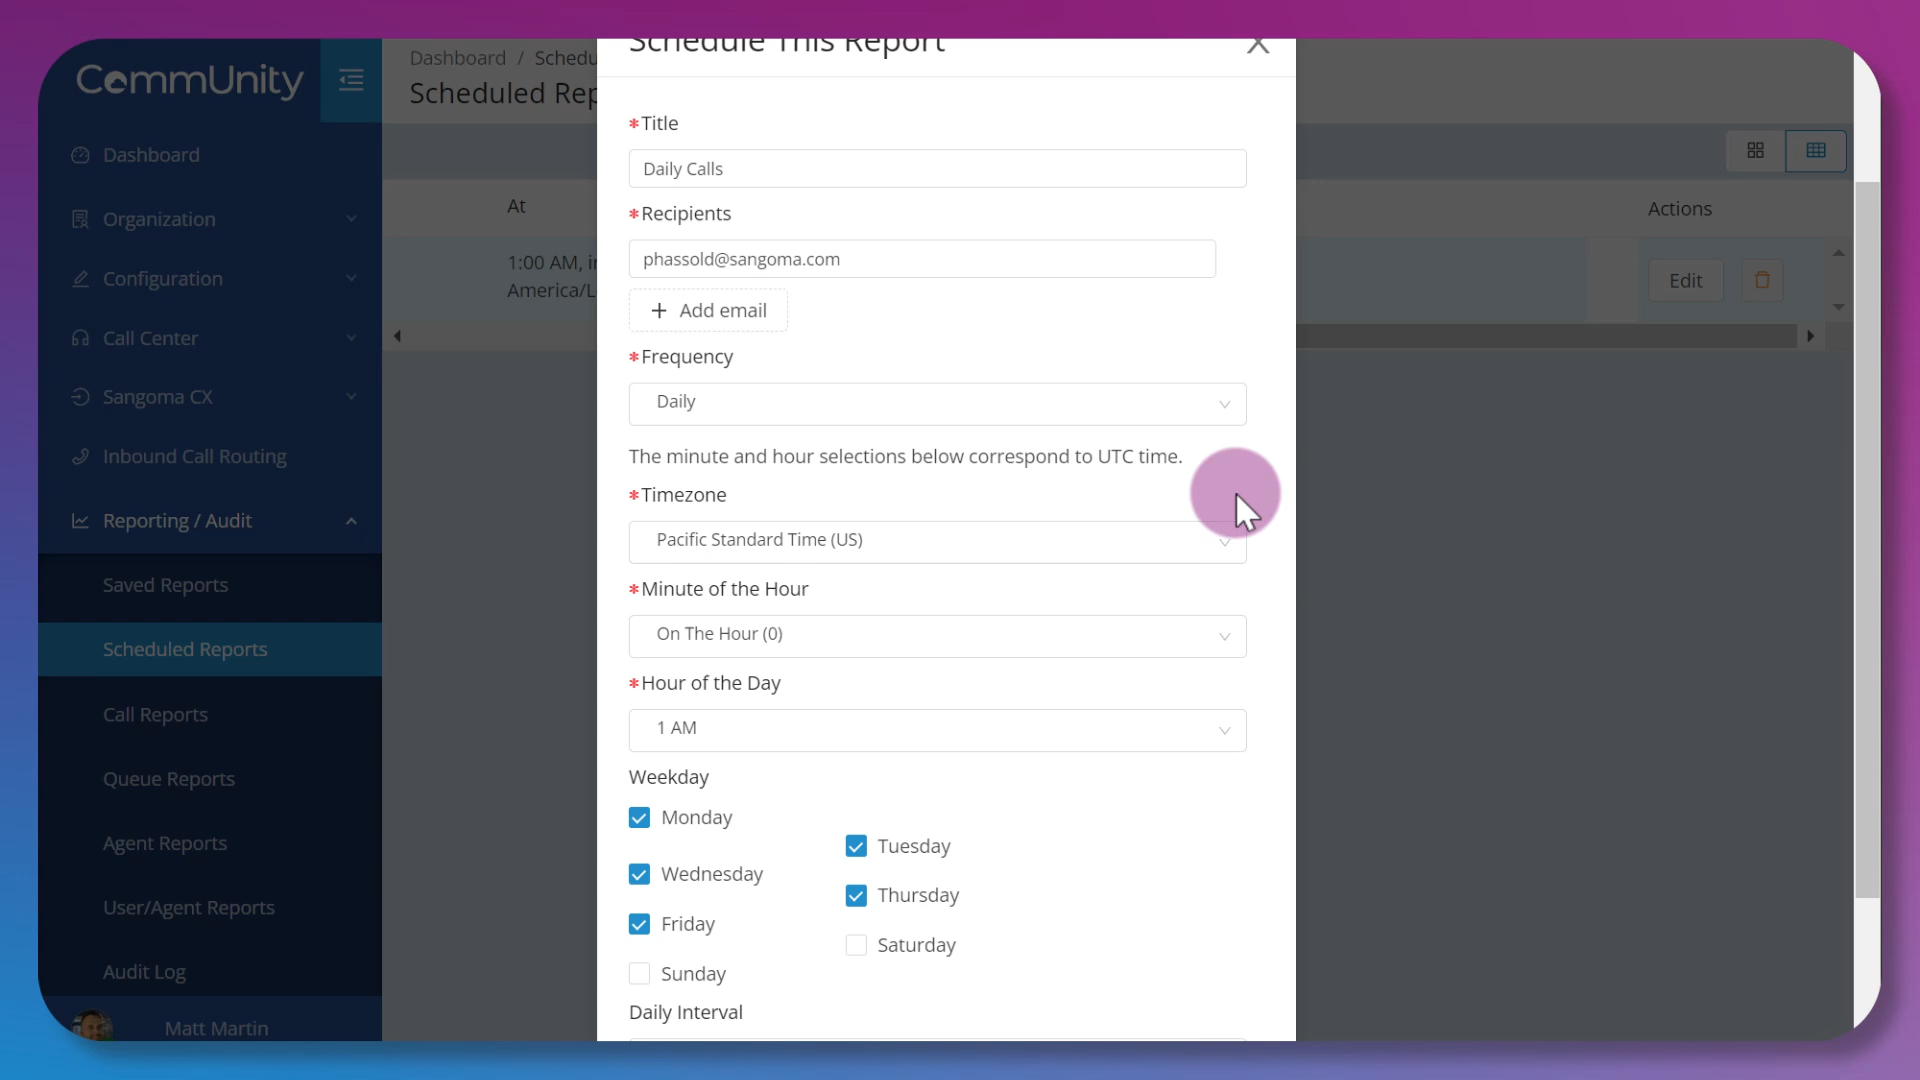 CommUnity
Dashboard
Organization
Configuration
Call Center
Sangoma CX
Inbound Call Routing
Reporting / Audit
Saved Reports
Scheduled Reports
Call Reports
Queue Reports
Agent Reports
User/Agent Reports
Audit Log
Matt Martin
Dashboard / Schedu
Scheduled Rep
At
1:00 AM, i
America/L
Actions
Edit
Schedule This Report
*Title
Daily Calls
*Recipients
phassold@sangoma.com
+ Add email
*Frequency
Daily
The minute and hour selections below correspond to UTC time.
*Timezone
Pacific Standard Time (US)
*Minute of the Hour
On The Hour (0)
*Hour of the Day
1 AM
Weekday
Monday
Tuesday
Wednesday
Thursday
Friday
Saturday
Sunday
Daily Interval